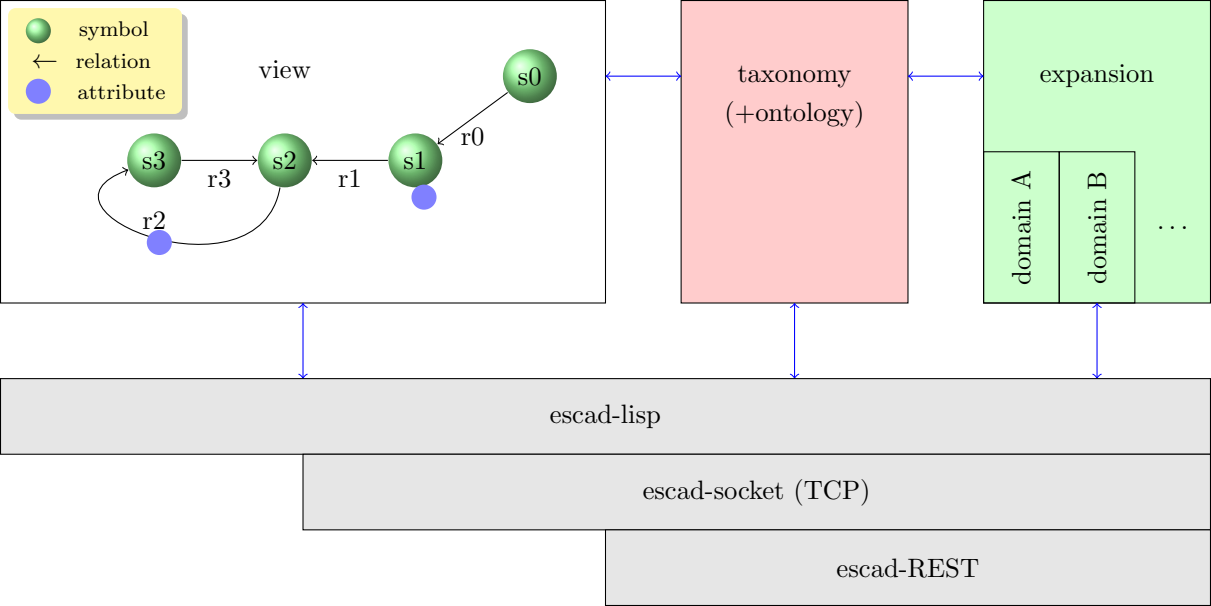 symbol
← relation
attribute
view
s0
r0
s3
s2
s1
r3
r1
r2
taxonomy
(+ontology)
expansion
domain A
domain B
...
escad-lisp
escad-socket (TCP)
escad-REST